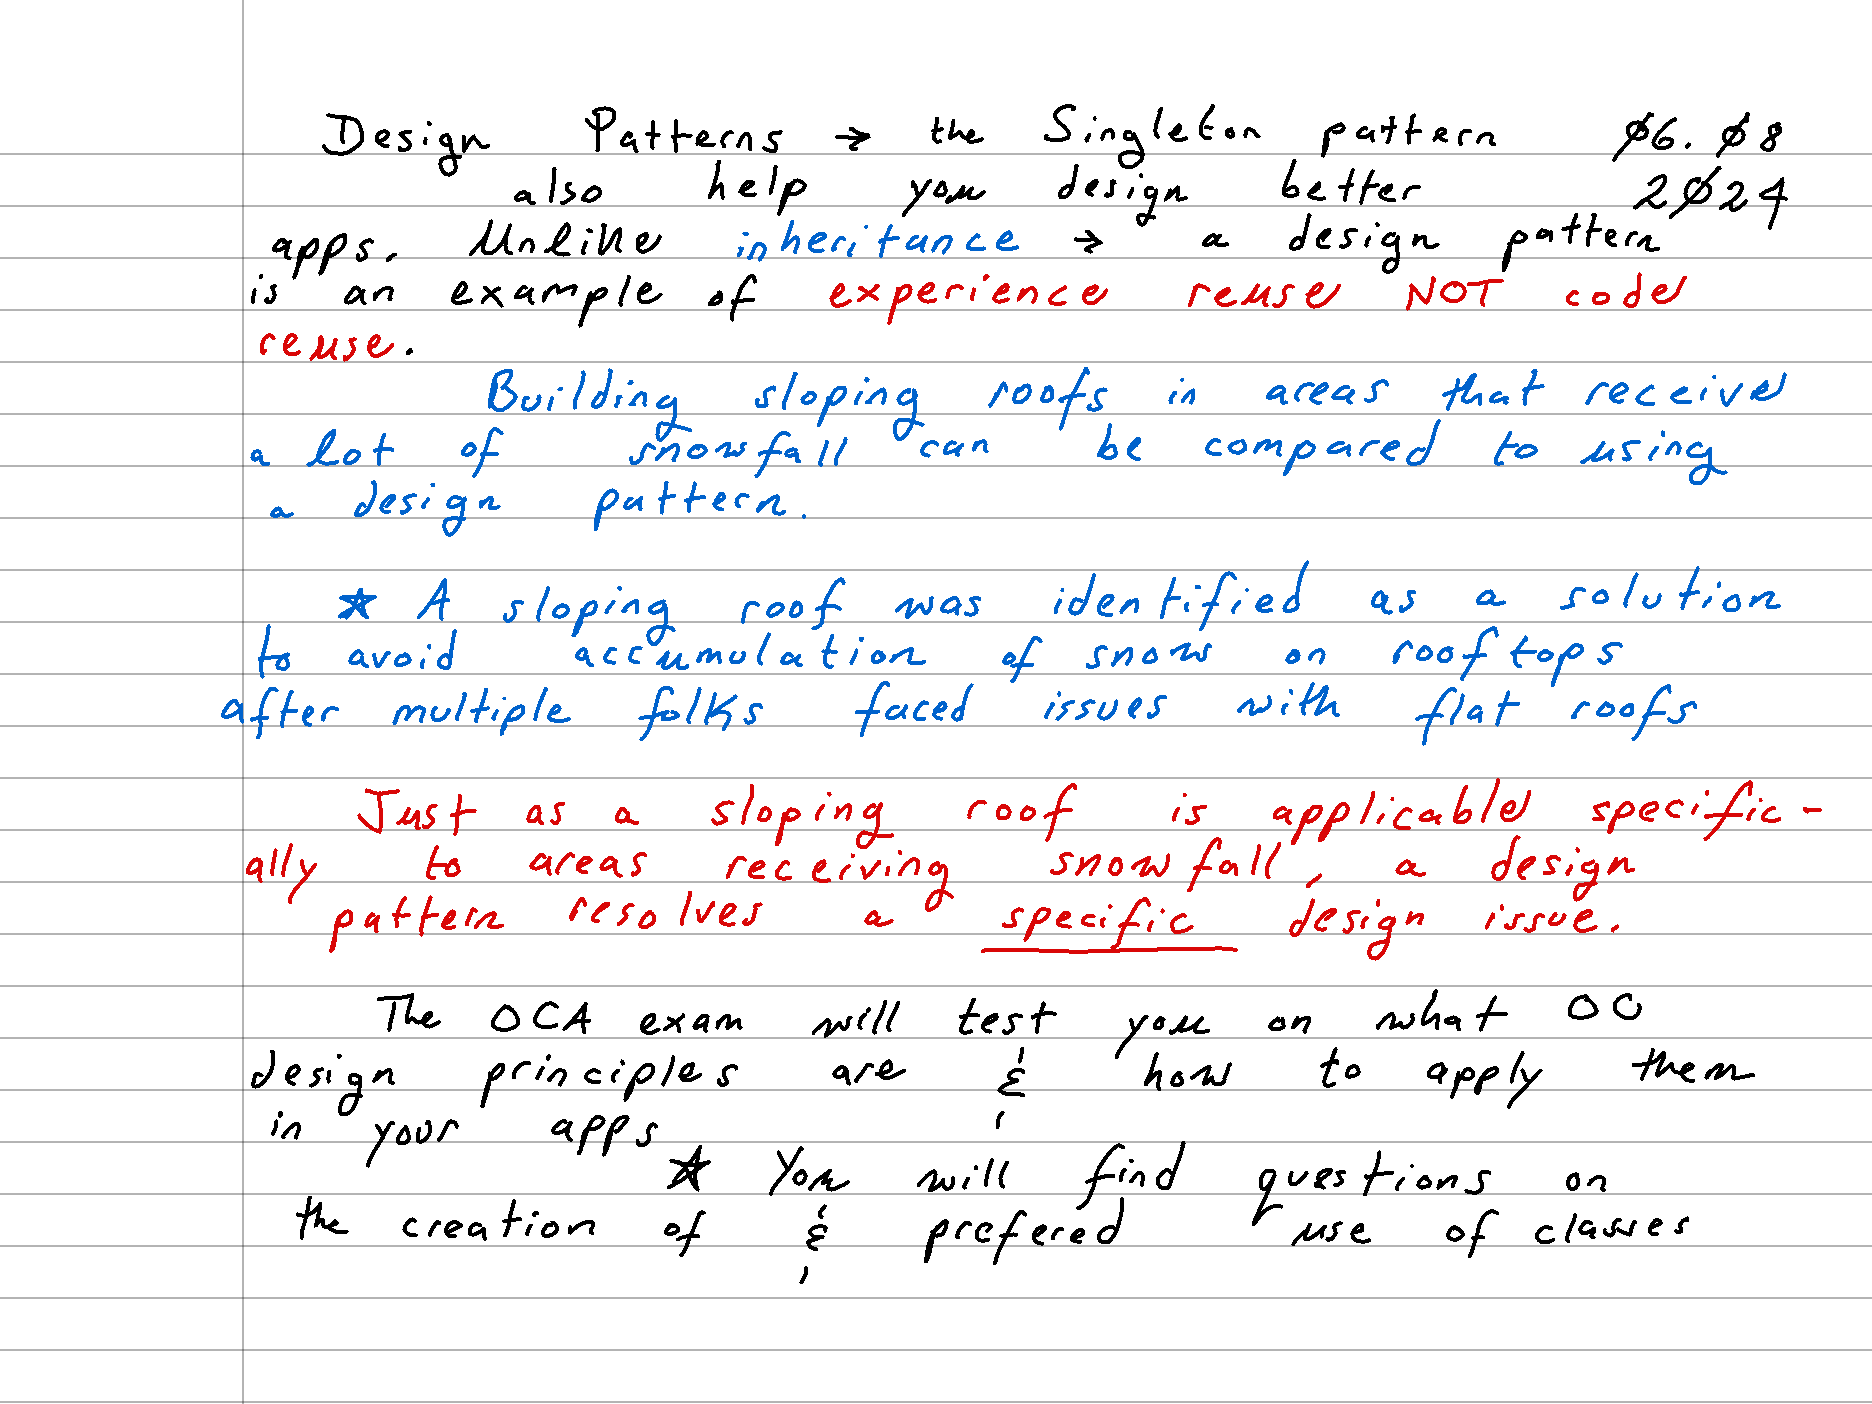 Design Patterns → the Singleton pattern Ø6. Ø8
also help you design better 2Ø24
apps. Unlike inheritance → a design pattern
is an example of experience reuse NOT code
reuse.
Building sloping roofs in areas that receive
a lot of snowfall can be compared to using
a design pattern.
★ A sloping roof was identified as a solution
to avoid accumulation of snow on rooftops
after multiple folks faced issues with flat roofs
Just as a sloping roof is applicable specific-
ally to areas receiving snowfall, a design
pattern resolves a specific design issue.
The OCA exam will test you on what OO
design principles are & how to apply them
in your apps
★ You will find questions on
the creation of & prefered use of classes